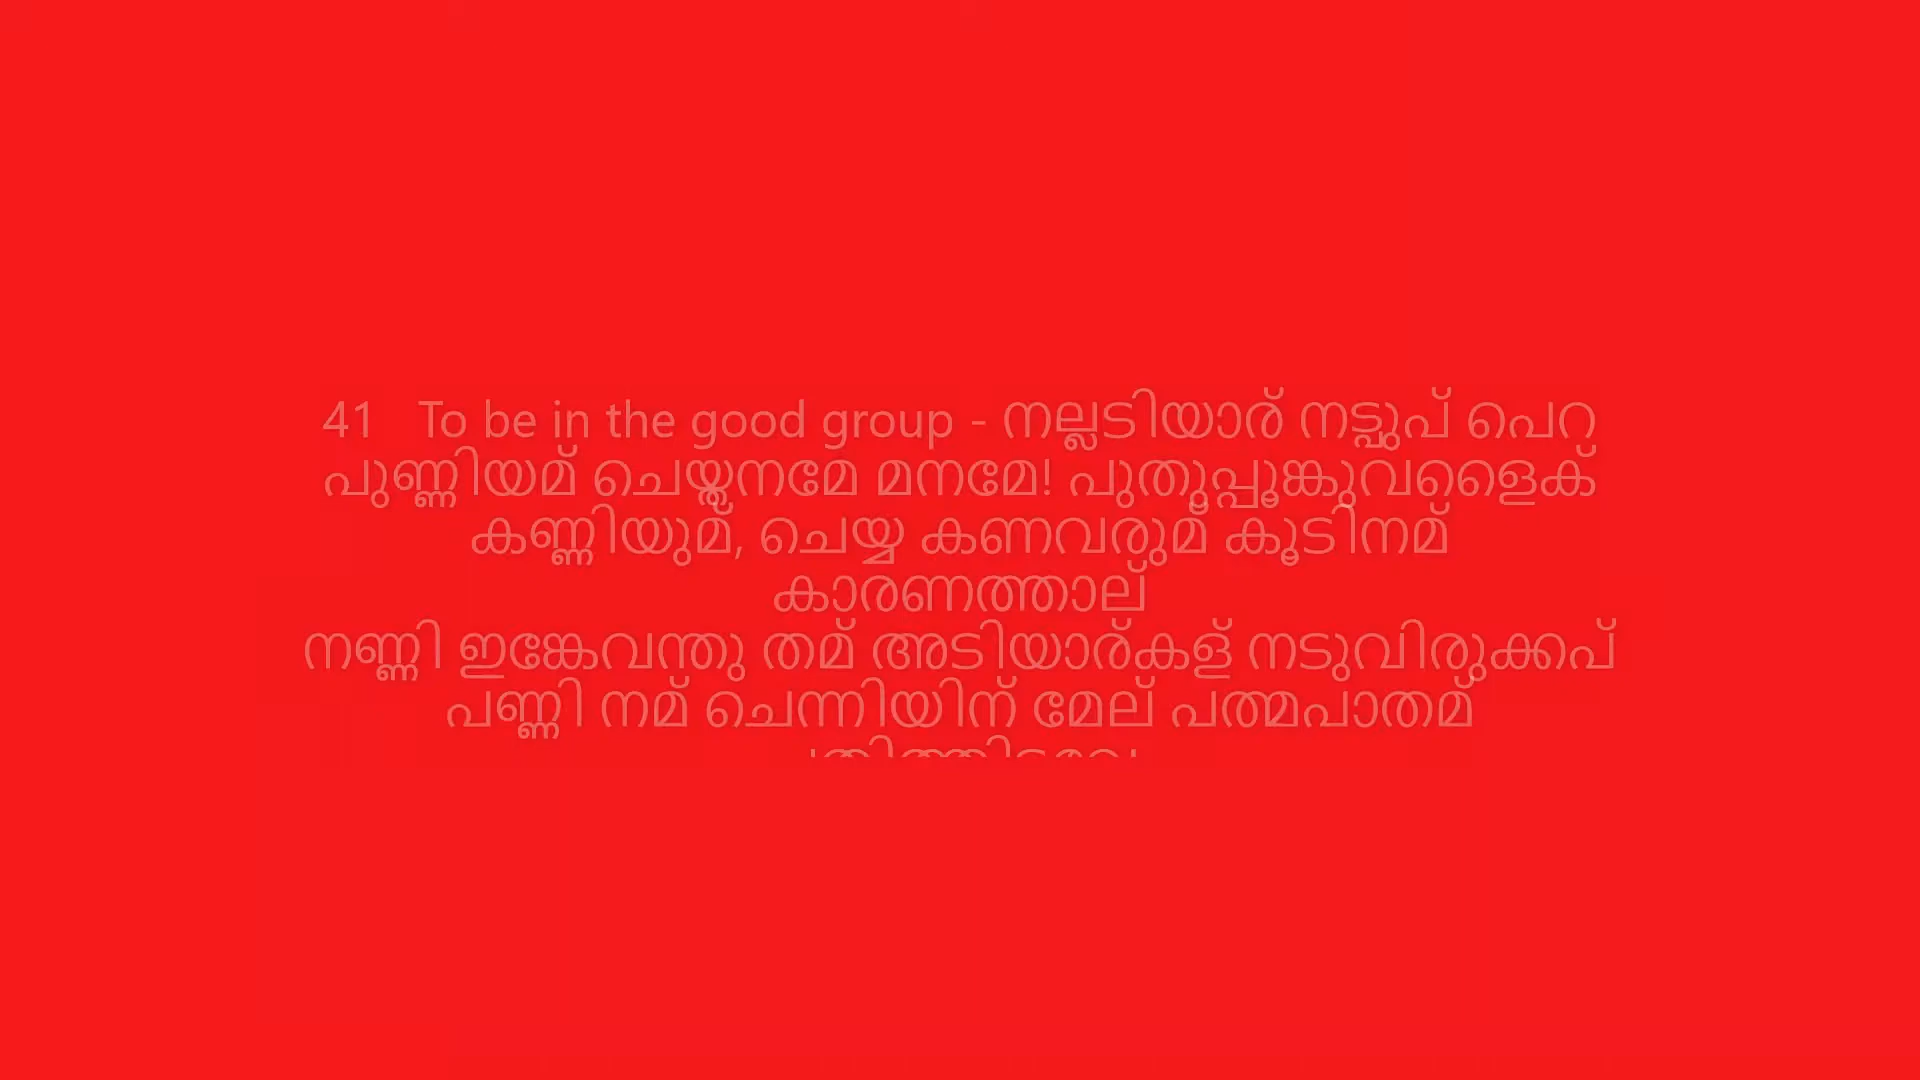 41   To be in the good group - നല്ലടിയാര് നട്പുപ് പെറ
പുണ്ണിയമ് ചെയ്തനമേ മനമേ! പുതുപ്പൂങ്കുവളൈക്
കണ്ണിയുമ്, ചെയ്യ കണവരുമ് കൂടിനമ്
കാരണത്താല്
നണ്ണി ഇങ്കേവന്തു തമ് അടിയാര്കള് നടുവിരുക്കപ്
പണ്ണി നമ് ചെന്നിയിന് മേല് പത്മപാതമ്